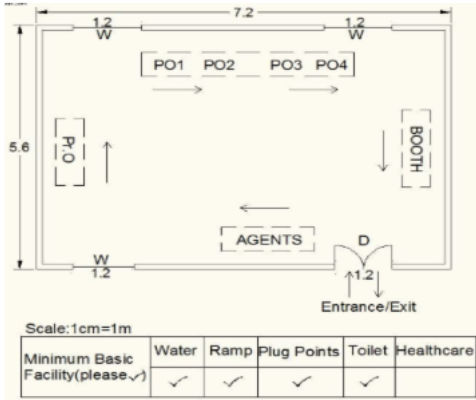 7.2
1.2 1.2
W W
PO1 PO2 PO3 PO4
5.6
Pr.O
BOOTH
AGENTS
D
W
1.2
1.2
Entrance/Exit
Scale:1cm=1m
Minimum Basic Facility(please✓) Water Ramp Plug Points Toilet Healthcare
✓ ✓ ✓ ✓